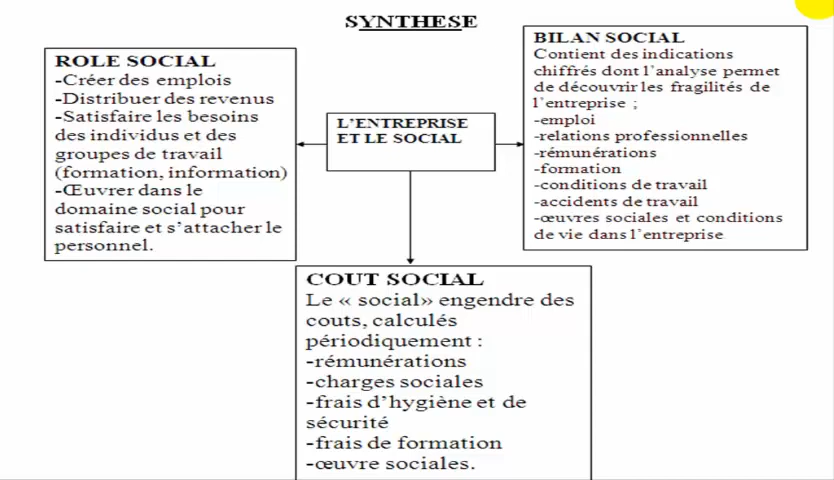 SYNTHESE
ROLE SOCIAL
-Créer des emplois
-Distribuer des revenus
-Satisfaire les besoins
des individus et des
groupes de travail
(formation, information)
-Œuvrer dans le
domaine social pour
satisfaire et s’attacher le
personnel.
L’ENTREPRISE
ET LE SOCIAL
BILAN SOCIAL
Contient des indications
chiffrés dont l’analyse permet
de découvrir les fragilités de
l’entreprise ;
-emploi
-relations professionnelles
-rémunérations
-formation
-conditions de travail
-accidents de travail
-œuvres sociales et conditions
de vie dans l’entreprise
COUT SOCIAL
Le « social» engendre des
couts, calculés
périodiquement :
-rémunérations
-charges sociales
-frais d’hygiène et de
sécurité
-frais de formation
-œuvre sociales.